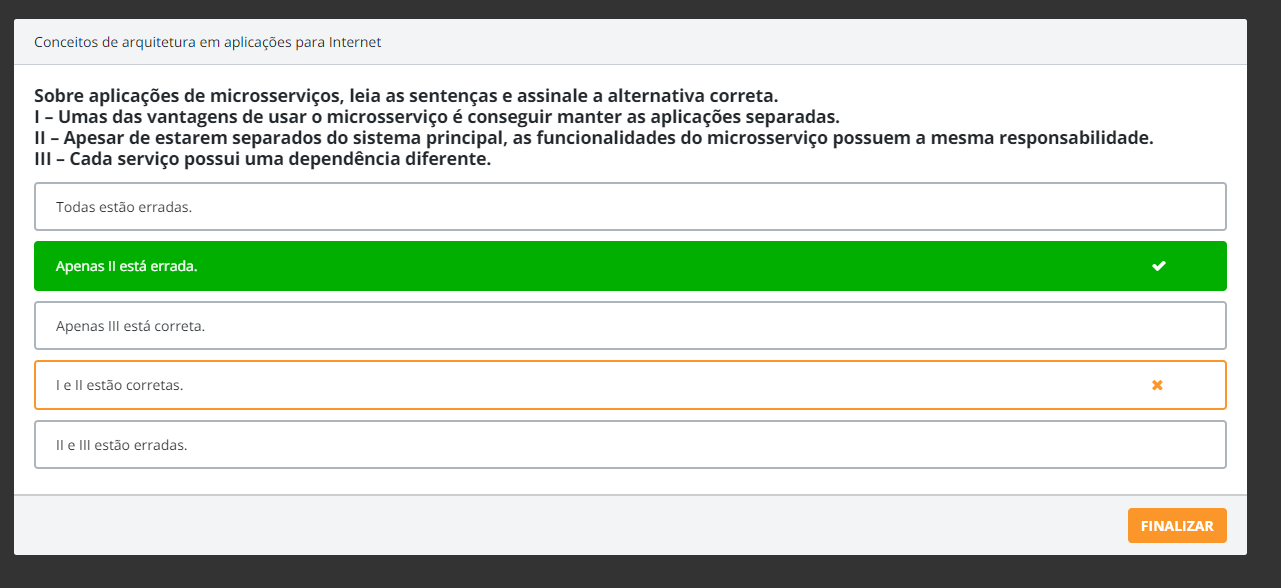 Conceitos de arquitetura em aplicações para Internet
Sobre aplicações de microsserviços, leia as sentenças e assinale a alternativa correta.
I – Umas das vantagens de usar o microsserviço é conseguir manter as aplicações separadas.
II – Apesar de estarem separados do sistema principal, as funcionalidades do microsserviço possuem a mesma responsabilidade.
III – Cada serviço possui uma dependência diferente.
Todas estão erradas.
Apenas II está errada.
Apenas III está correta.
I e II estão corretas.
II e III estão erradas.
FINALIZAR